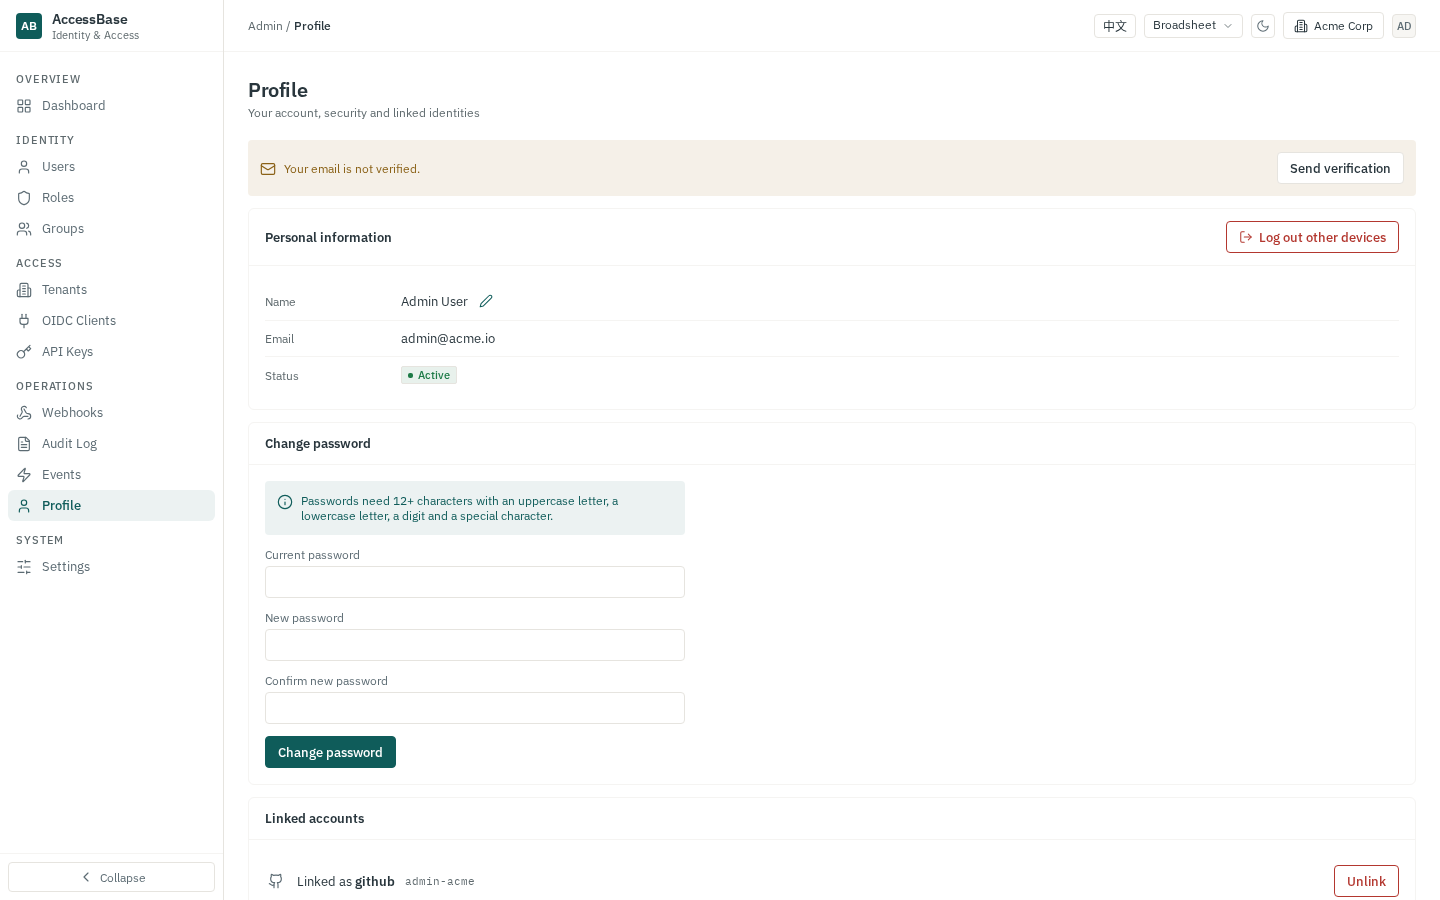 AB
AccessBase
Identity & Access
OVERVIEW
Dashboard
IDENTITY
Users
Roles
Groups
ACCESS
Tenants
OIDC Clients
API Keys
OPERATIONS
Webhooks
Audit Log
Events
Profile
SYSTEM
Settings
Collapse
Admin / Profile
中文
Broadsheet
Acme Corp
AD
Profile
Your account, security and linked identities
Your email is not verified.
Send verification
Personal information
Log out other devices
Name
Admin User
Email
admin@acme.io
Status
Active
Change password
Passwords need 12+ characters with an uppercase letter, a
lowercase letter, a digit and a special character.
Current password
New password
Confirm new password
Change password
Linked accounts
Linked as github admin-acme
Unlink